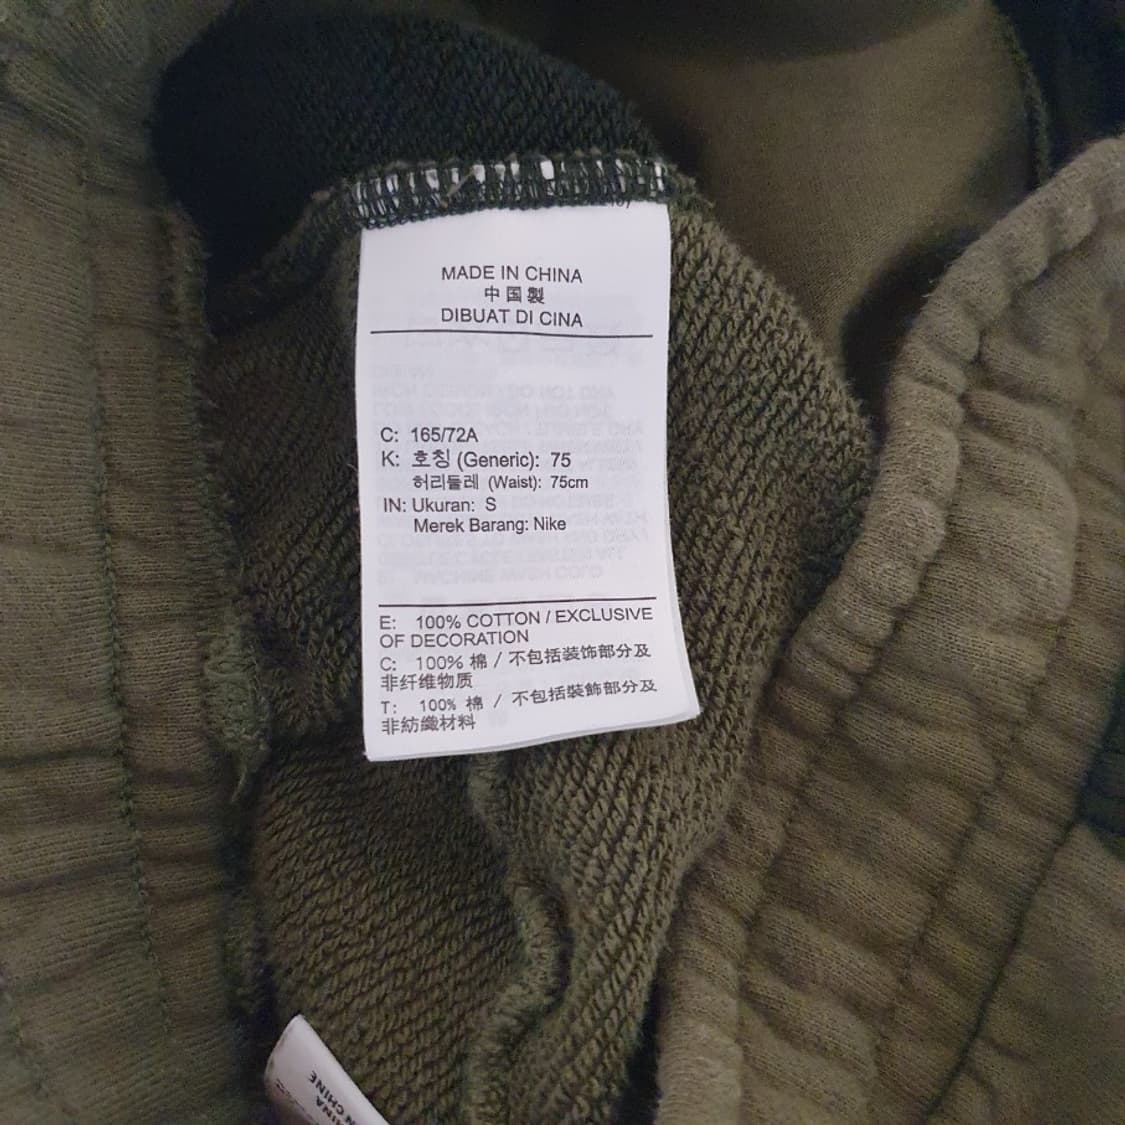 MADE IN CHINA
中国製
DIBUAT DI CINA
C: 165/72A
K: 호칭 (Generic): 75
허리둘레 (Waist): 75cm
IN: Ukuran: S
Merek Barang: Nike
E: 100% COTTON / EXCLUSIVE
OF DECORATION
C: 100% 棉 / 不包括装饰部分及
非纤维物质
T: 100% 棉 / 不包括裝飾部分及
非紡織材料
CHINE